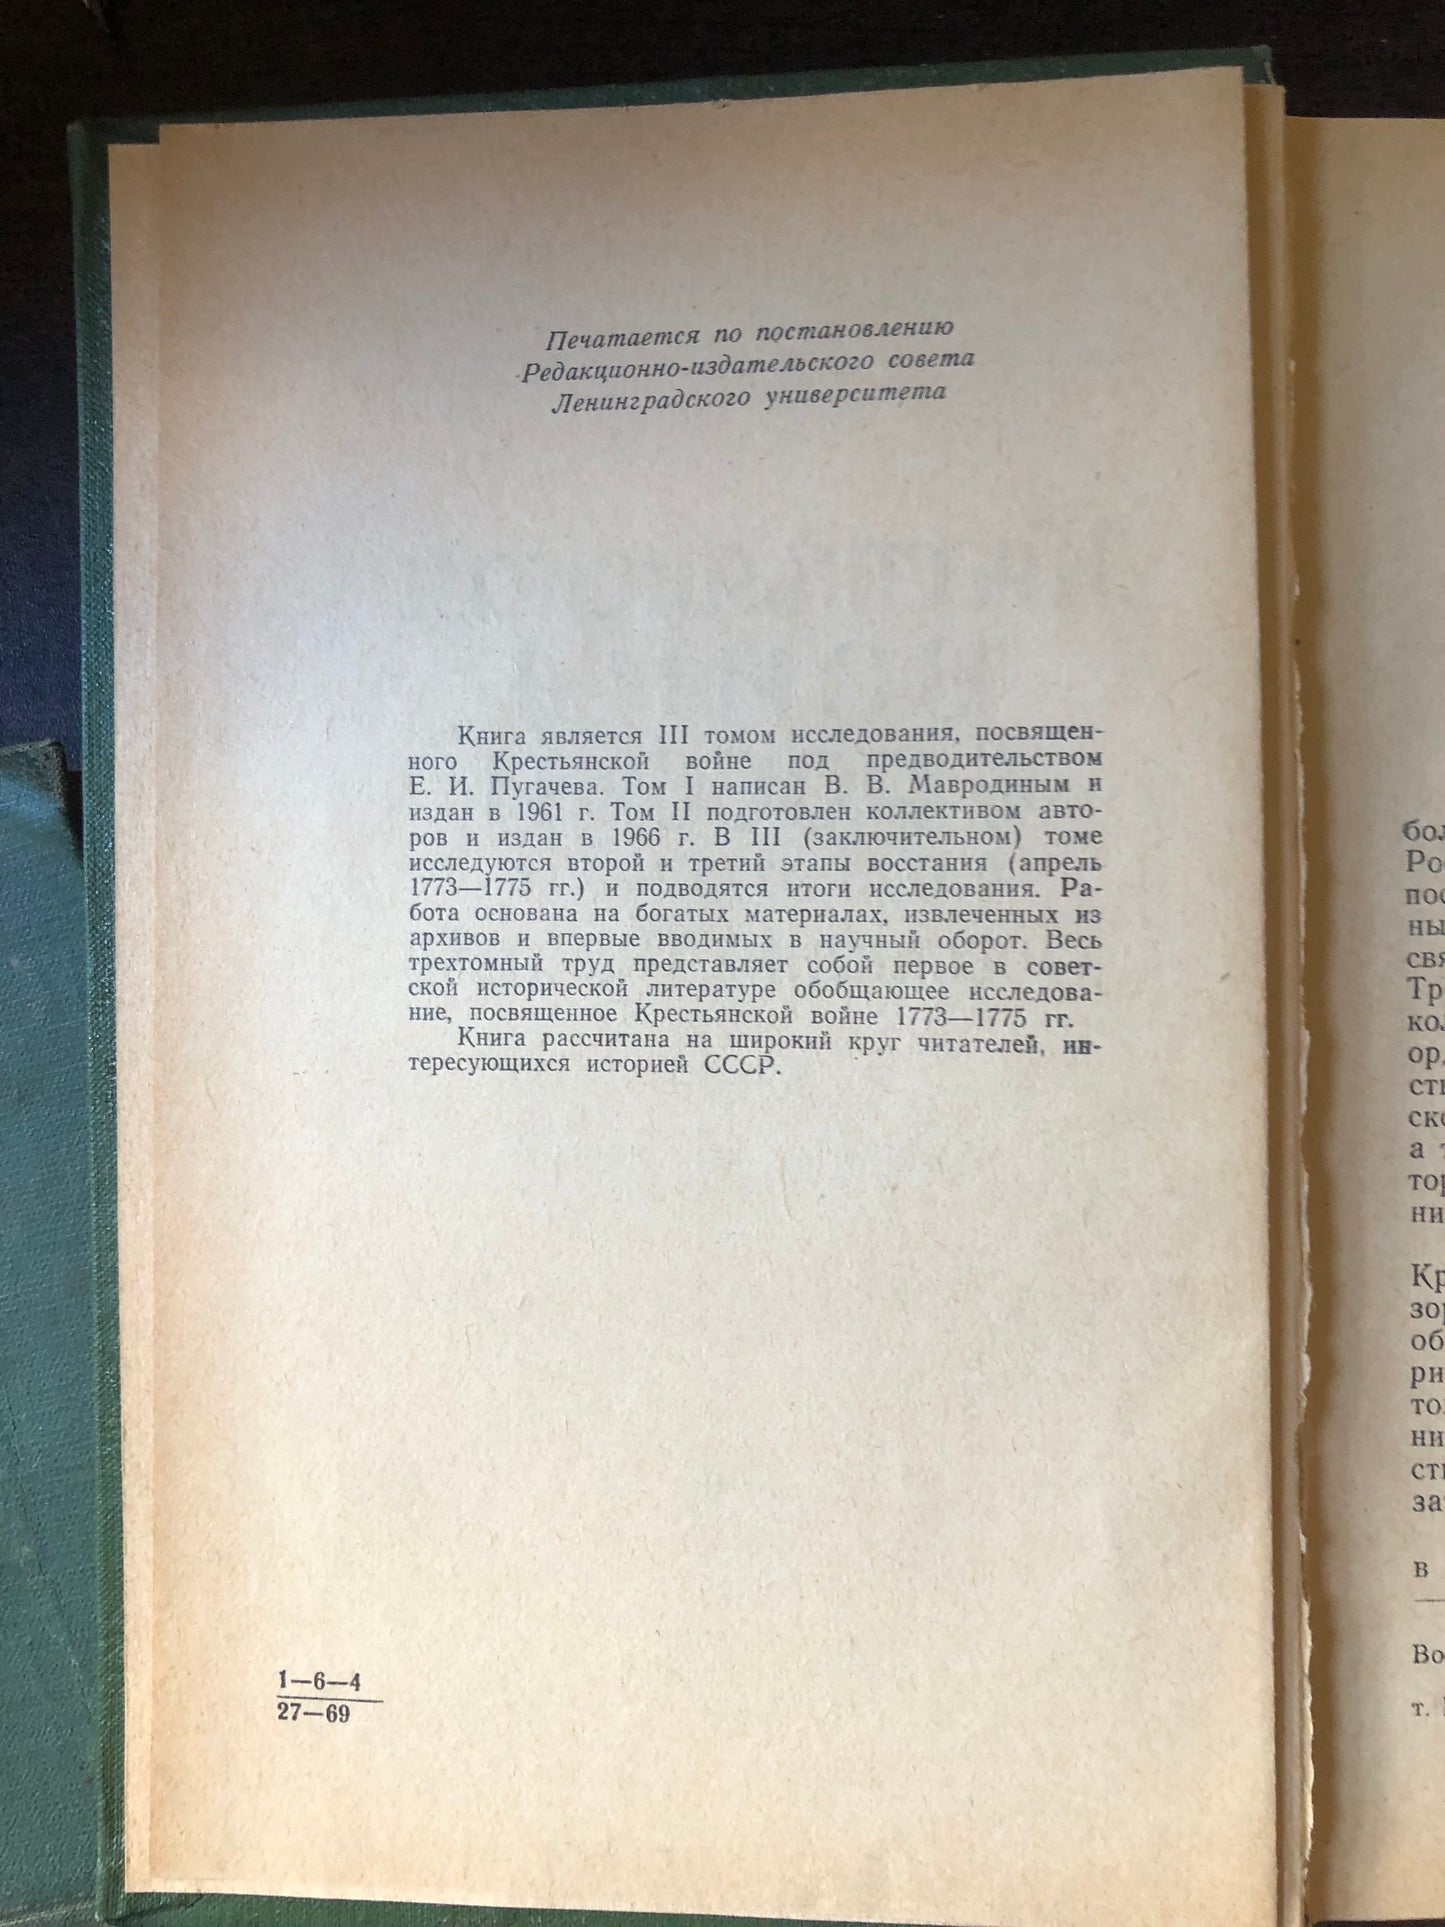 Печатается по постановлению
Редакционно-издательского совета
Ленинградского университета
Книга является III томом исследования, посвящен-
ного Крестьянской войне под предводительством
Е. И. Пугачева. Том I написан В. В. Мавродиным и
издан в 1961 г. Том II подготовлен коллективом авто-
ров и издан в 1966 г. В III (заключительном) томе
исследуются второй и третий этапы восстания (апрель
1773—1775 гг.) и подводятся итоги исследования. Ра-
бота основана на богатых материалах, извлеченных из
архивов и впервые вводимых в научный оборот. Весь
трехтомный труд представляет собой первое в совет-
ской исторической литературе обобщающее исследова-
ние, посвященное Крестьянской войне 1773—1775 гг.
Книга рассчитана на широкий круг читателей, ин-
тересующихся историей СССР.
1—6—4
27—69
а
в
т.